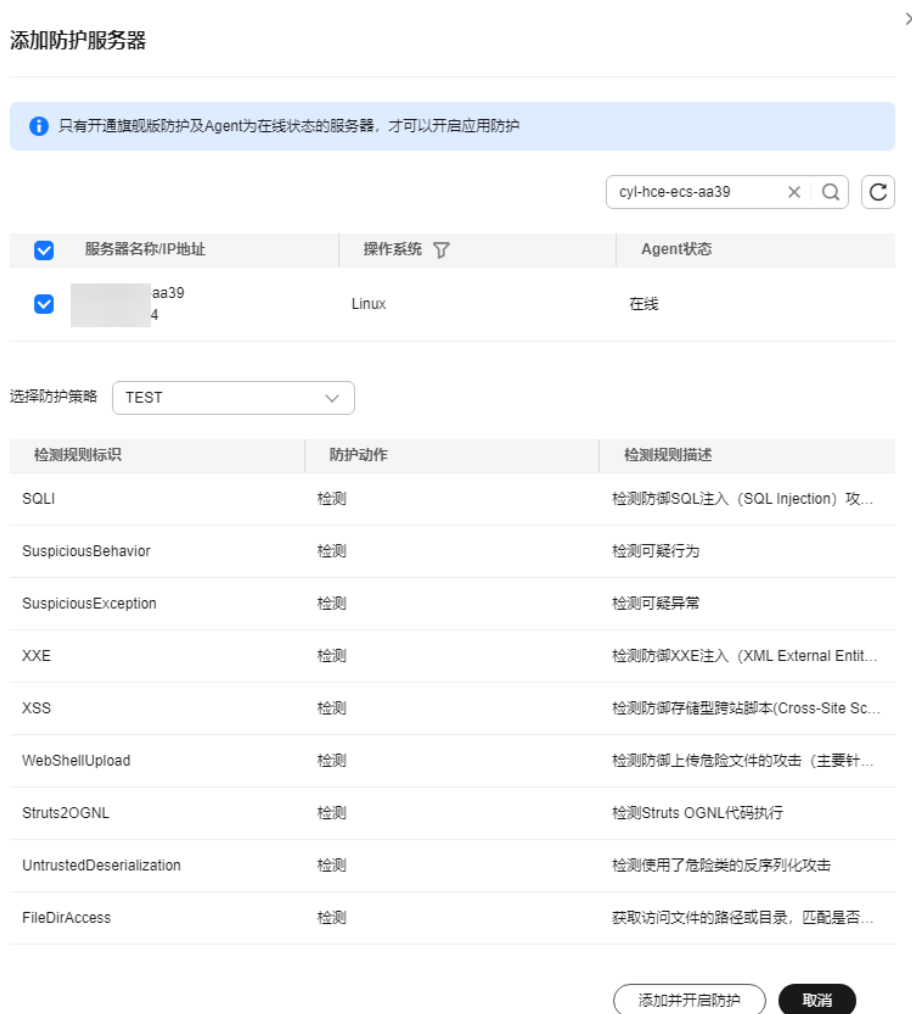 添加防护服务器
只有开通旗舰版防护及Agent为在线状态的服务器，才可以开启应用防护
cyl-hce-ecs-aa39
服务器名称/IP地址 操作系统 Agent状态
aa39
4
Linux 在线
选择防护策略 TEST
检测规则标识 防护动作 检测规则描述
SQLI 检测 检测防御SQL注入（SQL Injection）攻...
SuspiciousBehavior 检测 检测可疑行为
SuspiciousException 检测 检测可疑异常
XXE 检测 检测防御XXE注入（XML External Entit...
XSS 检测 检测防御存储型跨站脚本(Cross-Site Sc...
WebShellUpload 检测 检测防御上传危险文件的攻击（主要针...
Struts2OGNL 检测 检测Struts OGNL代码执行
UntrustedDeserialization 检测 检测使用了危险类的反序列化攻击
FileDirAccess 检测 获取访问文件的路径或目录，匹配是否...
添加并开启防护 取消